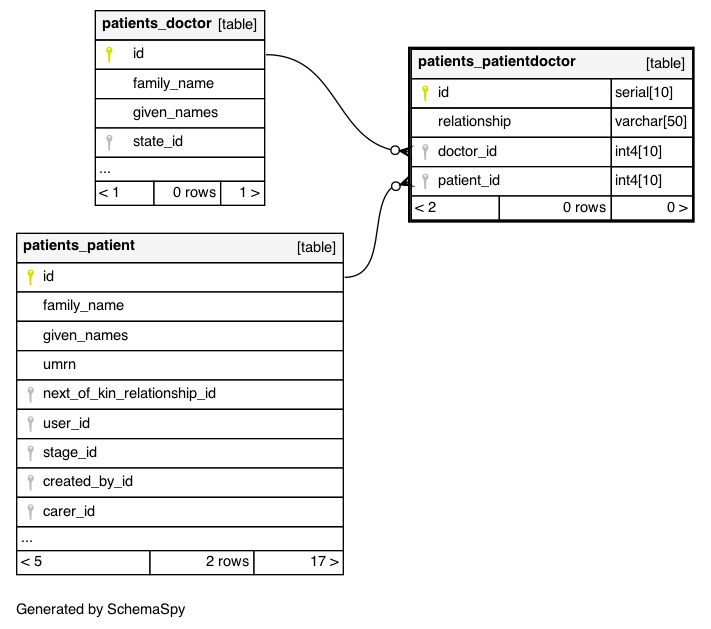 patients_doctor [table]
id
family_name
given_names
state_id
...
< 1 0 rows 1 >
patients_patientdoctor [table]
id serial[10]
relationship varchar[50]
doctor_id int4[10]
patient_id int4[10]
< 2 0 rows 0 >
patients_patient [table]
id
family_name
given_names
umrn
next_of_kin_relationship_id
user_id
stage_id
created_by_id
carer_id
...
< 5 2 rows 17 >
Generated by SchemaSpy